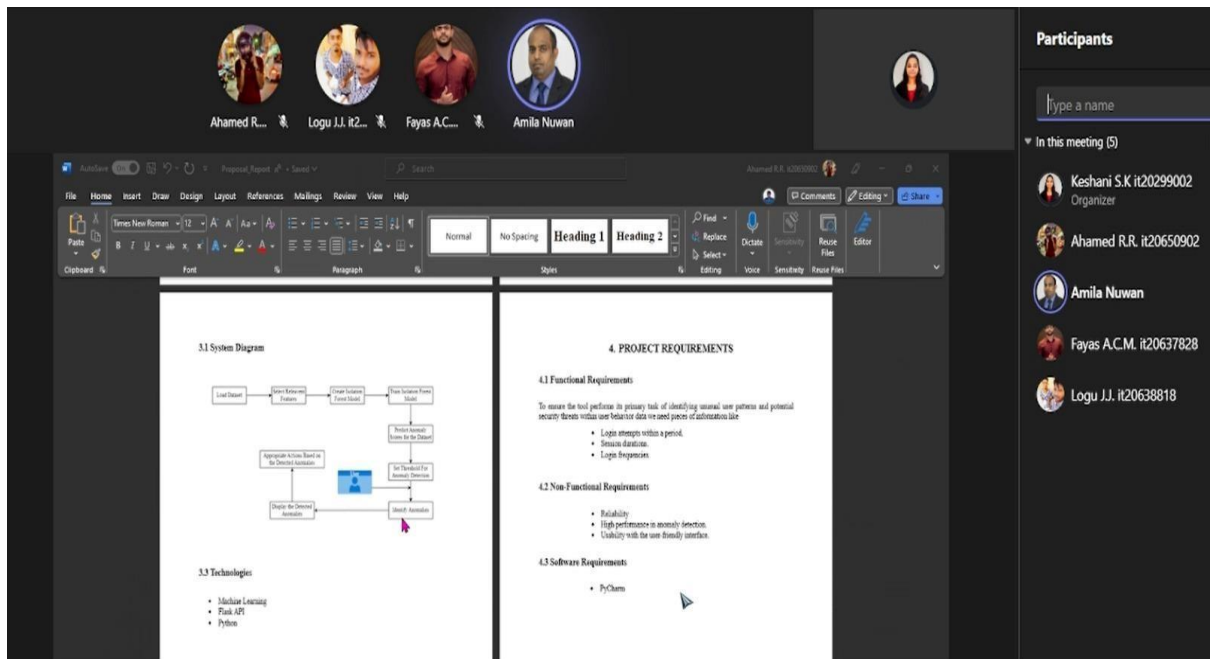 Participants
Type a name
In this meeting (5)
Keshani S.K it20299002
Organizer
Ahamed R.R. it20650902
Amila Nuwan
Fayas A.C.M. it20637828
Logu J.J. it20638818
Ahamed R...
Logu J.J. it2...
Fayas A.C....
Amila Nuwan
AutoSave On Proposal_Report • Saved Search Ahamed R.R. it20650902
File Home Insert Draw Design Layout References Mailings Review View Help Comments Editing Share
Paste
Clipboard
Times New Roman 12
Font
Paragraph
Normal No Spacing Heading 1 Heading 2
Styles
Find
Replace
Select
Editing
Dictate
Voice
Sensitivity
Sensitivity
Reuse Files
Reuse Files
Editor
3.1 System Diagram
Load Dataset
Select Relevant Features
Create Isolation Forest Model
Train Isolation Forest Model
Predict Anomaly Scores for the Dataset
Set Threshold For Anomaly Detection
User
Identify Anomalies
Display the Detected Anomalies
Appropriate Actions Based on the Detected Anomalies
3.3 Technologies
• Machine Learning
• Flask API
• Python
4. PROJECT REQUIREMENTS
4.1 Functional Requirements
To ensure the tool performs its primary task of identifying unusual user patterns and potential
security threats within user behavior data we need pieces of information like
• Login attempts within a period.
• Session durations.
• Login frequencies
4.2 Non-Functional Requirements
• Reliability
• High performance in anomaly detection.
• Usability with the user-friendly interface.
4.3 Software Requirements
• PyCharm